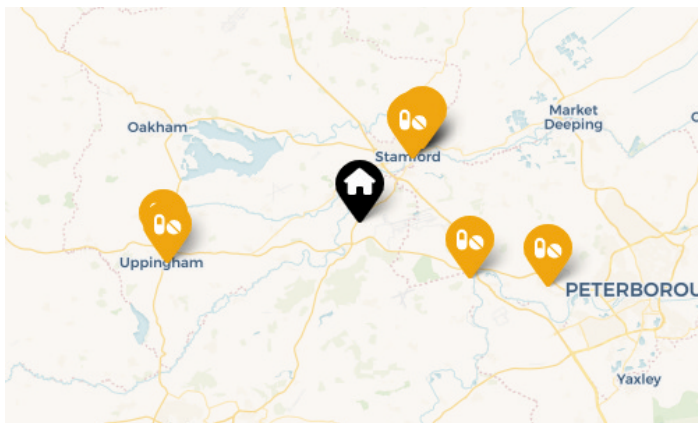 Market
Deeping
Oakham
Stamford
Uppingham
PETERBOROU
Yaxley